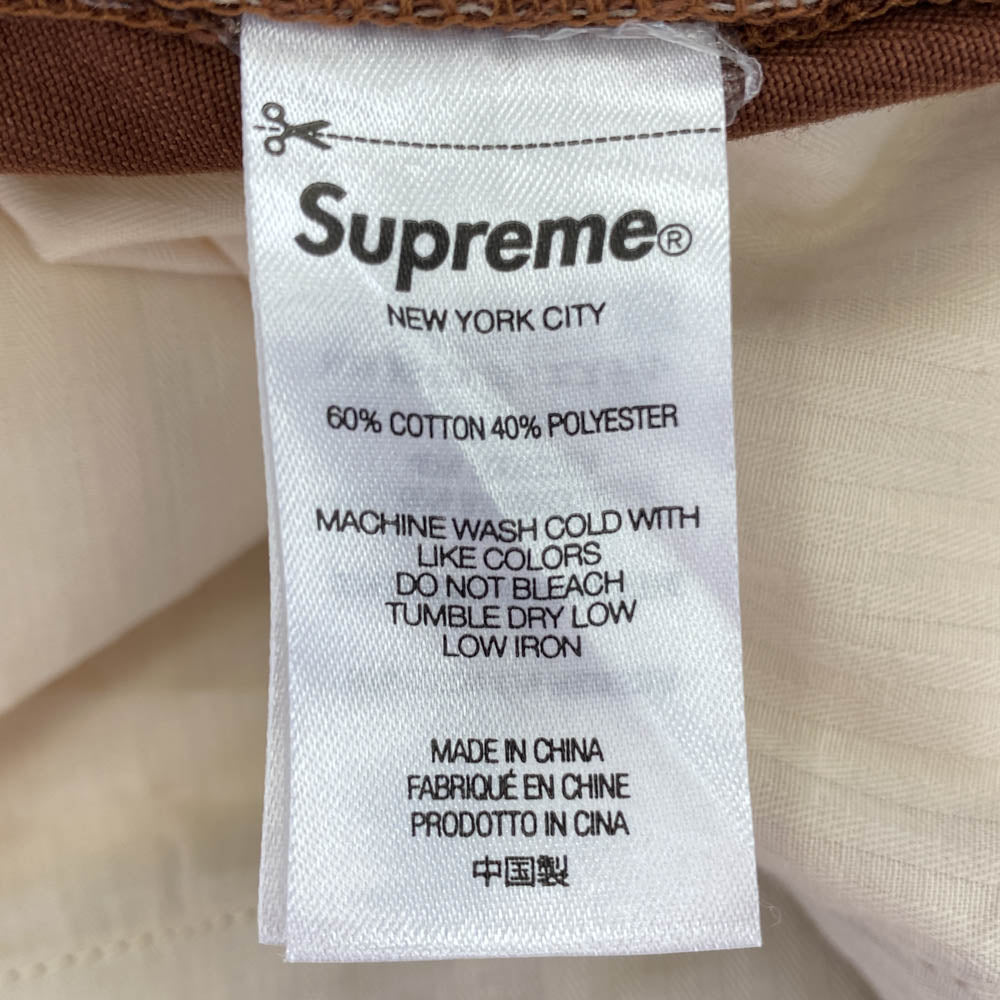 Supreme®
NEW YORK CITY
60% COTTON 40% POLYESTER
MACHINE WASH COLD WITH
LIKE COLORS
DO NOT BLEACH
TUMBLE DRY LOW
LOW IRON
MADE IN CHINA
FABRIQUÉ EN CHINE
PRODOTTO IN CINA
中国製